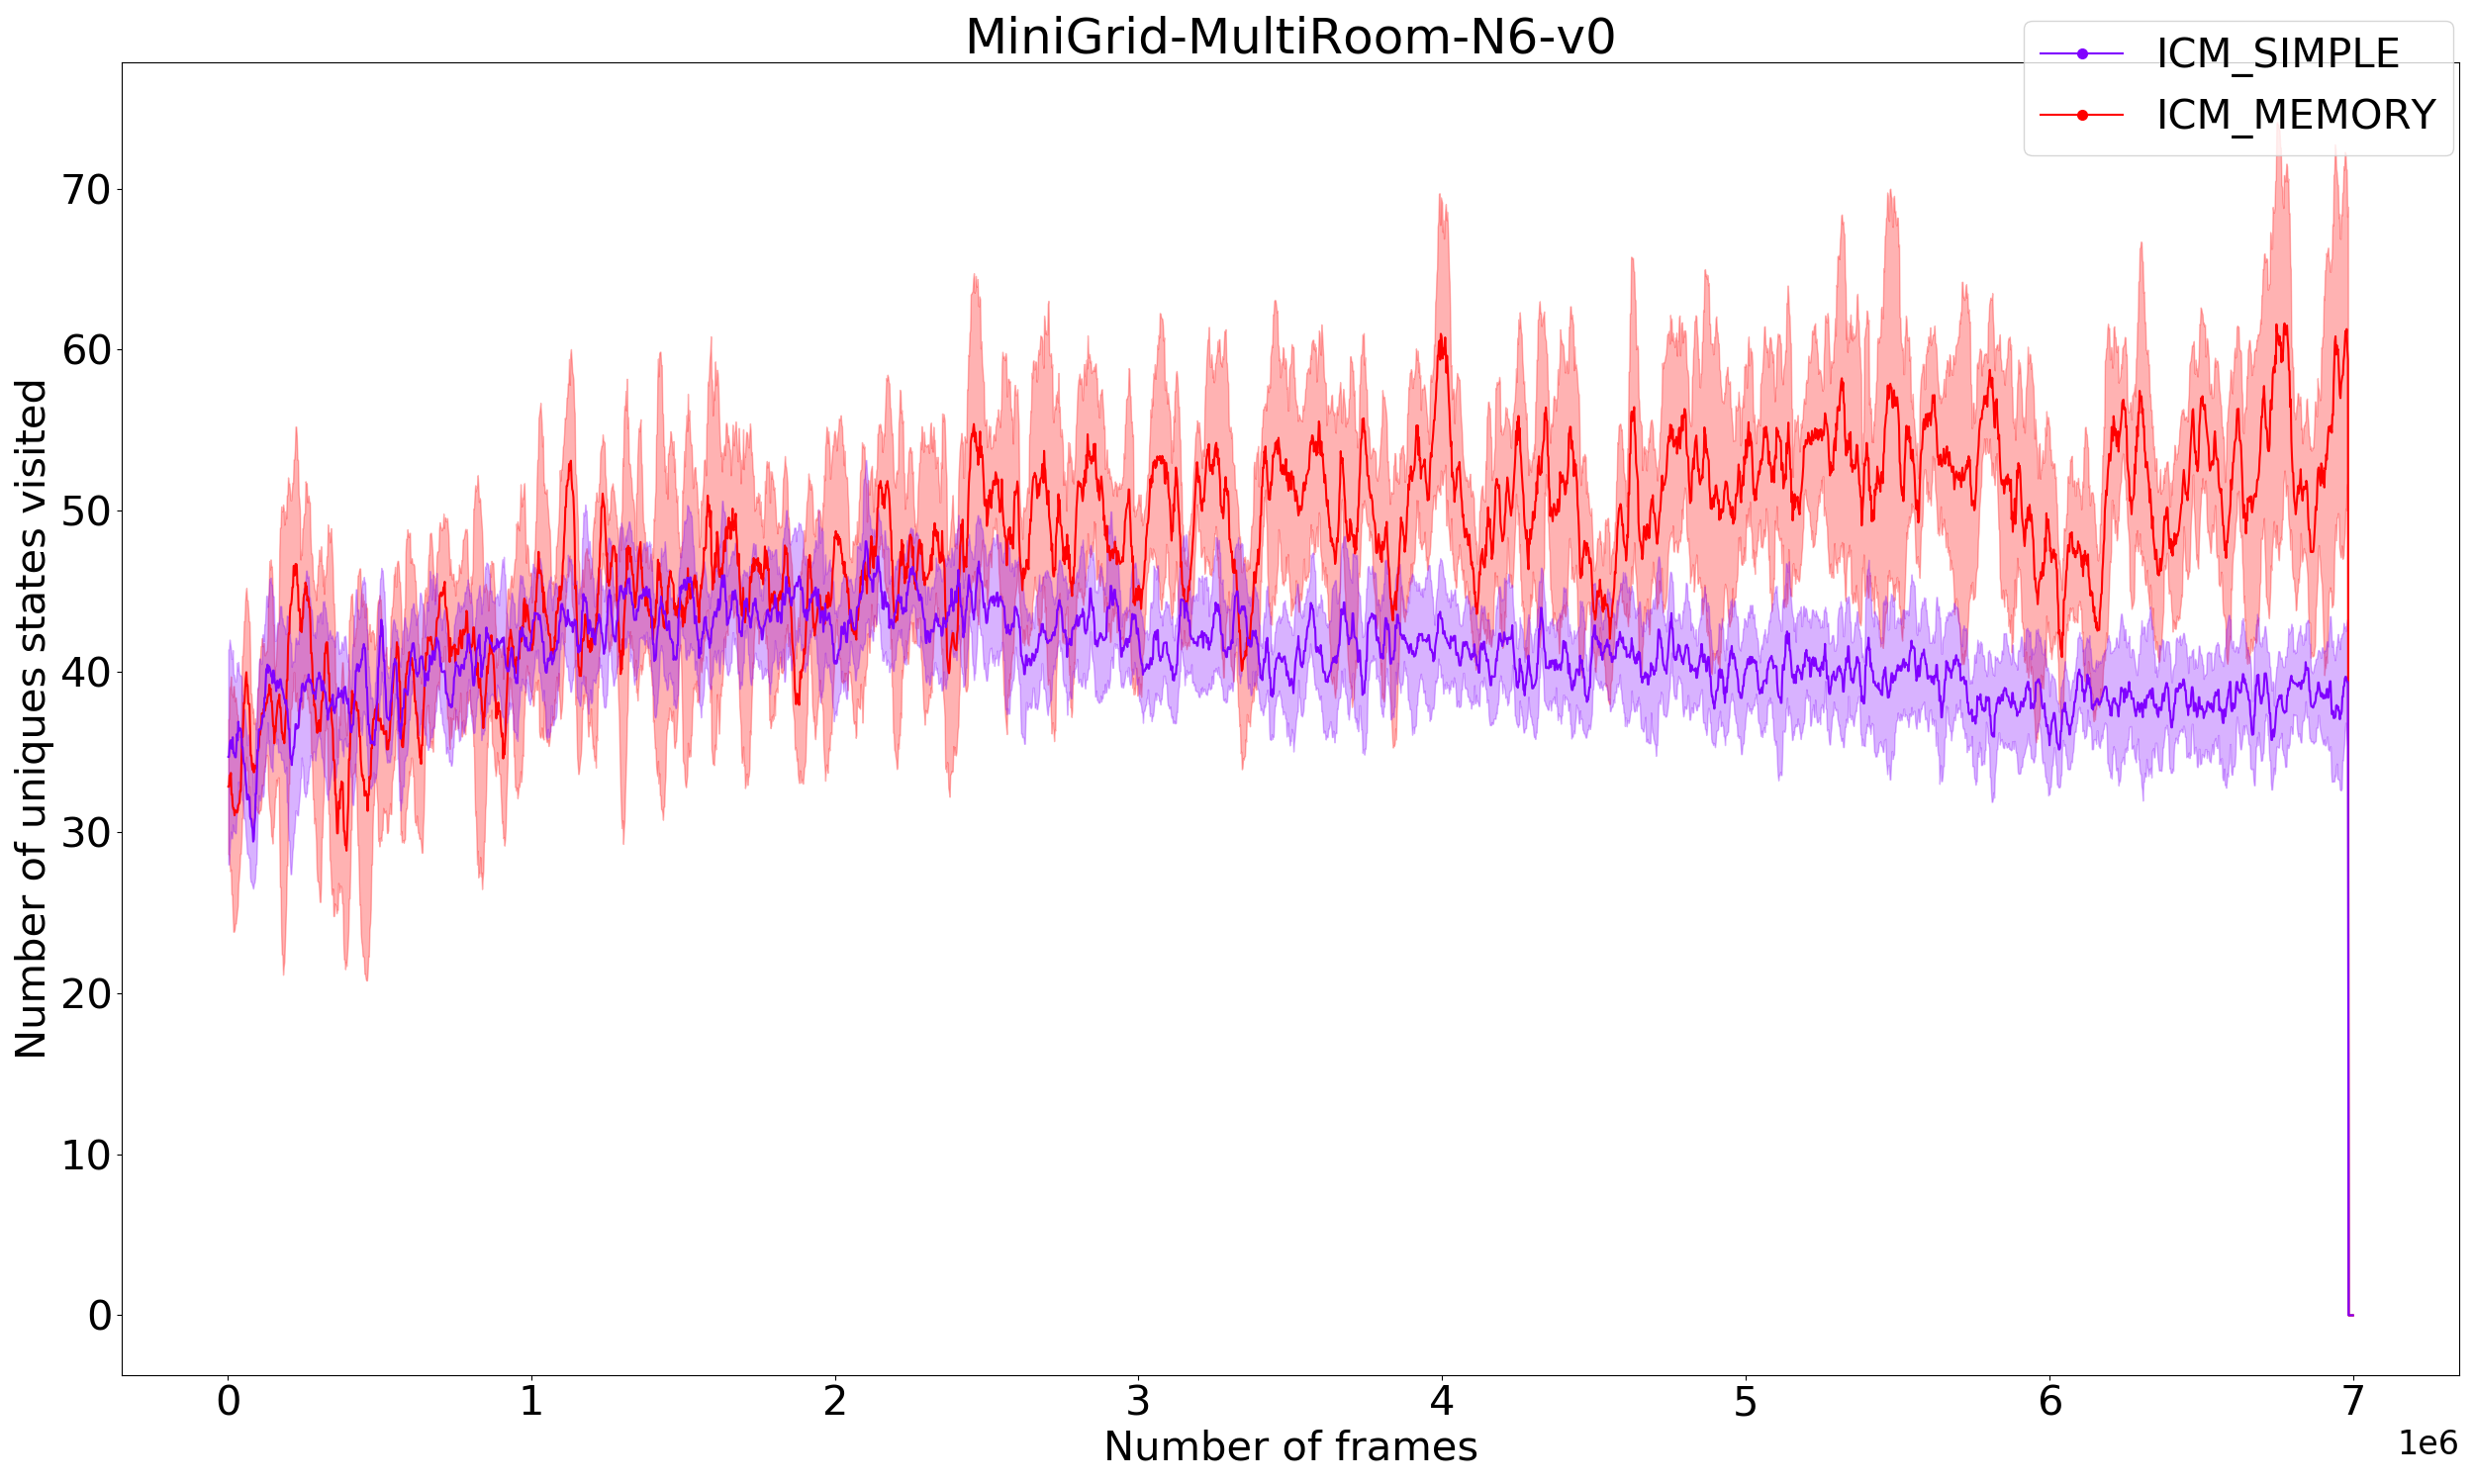 MiniGrid-MultiRoom-N6-v0
ICM_SIMPLE
ICM_MEMORY
Number of uniques states visited
70
60
50
40
30
20
10
0
0 1 2 3 4 5 6 7
Number of frames
1e6